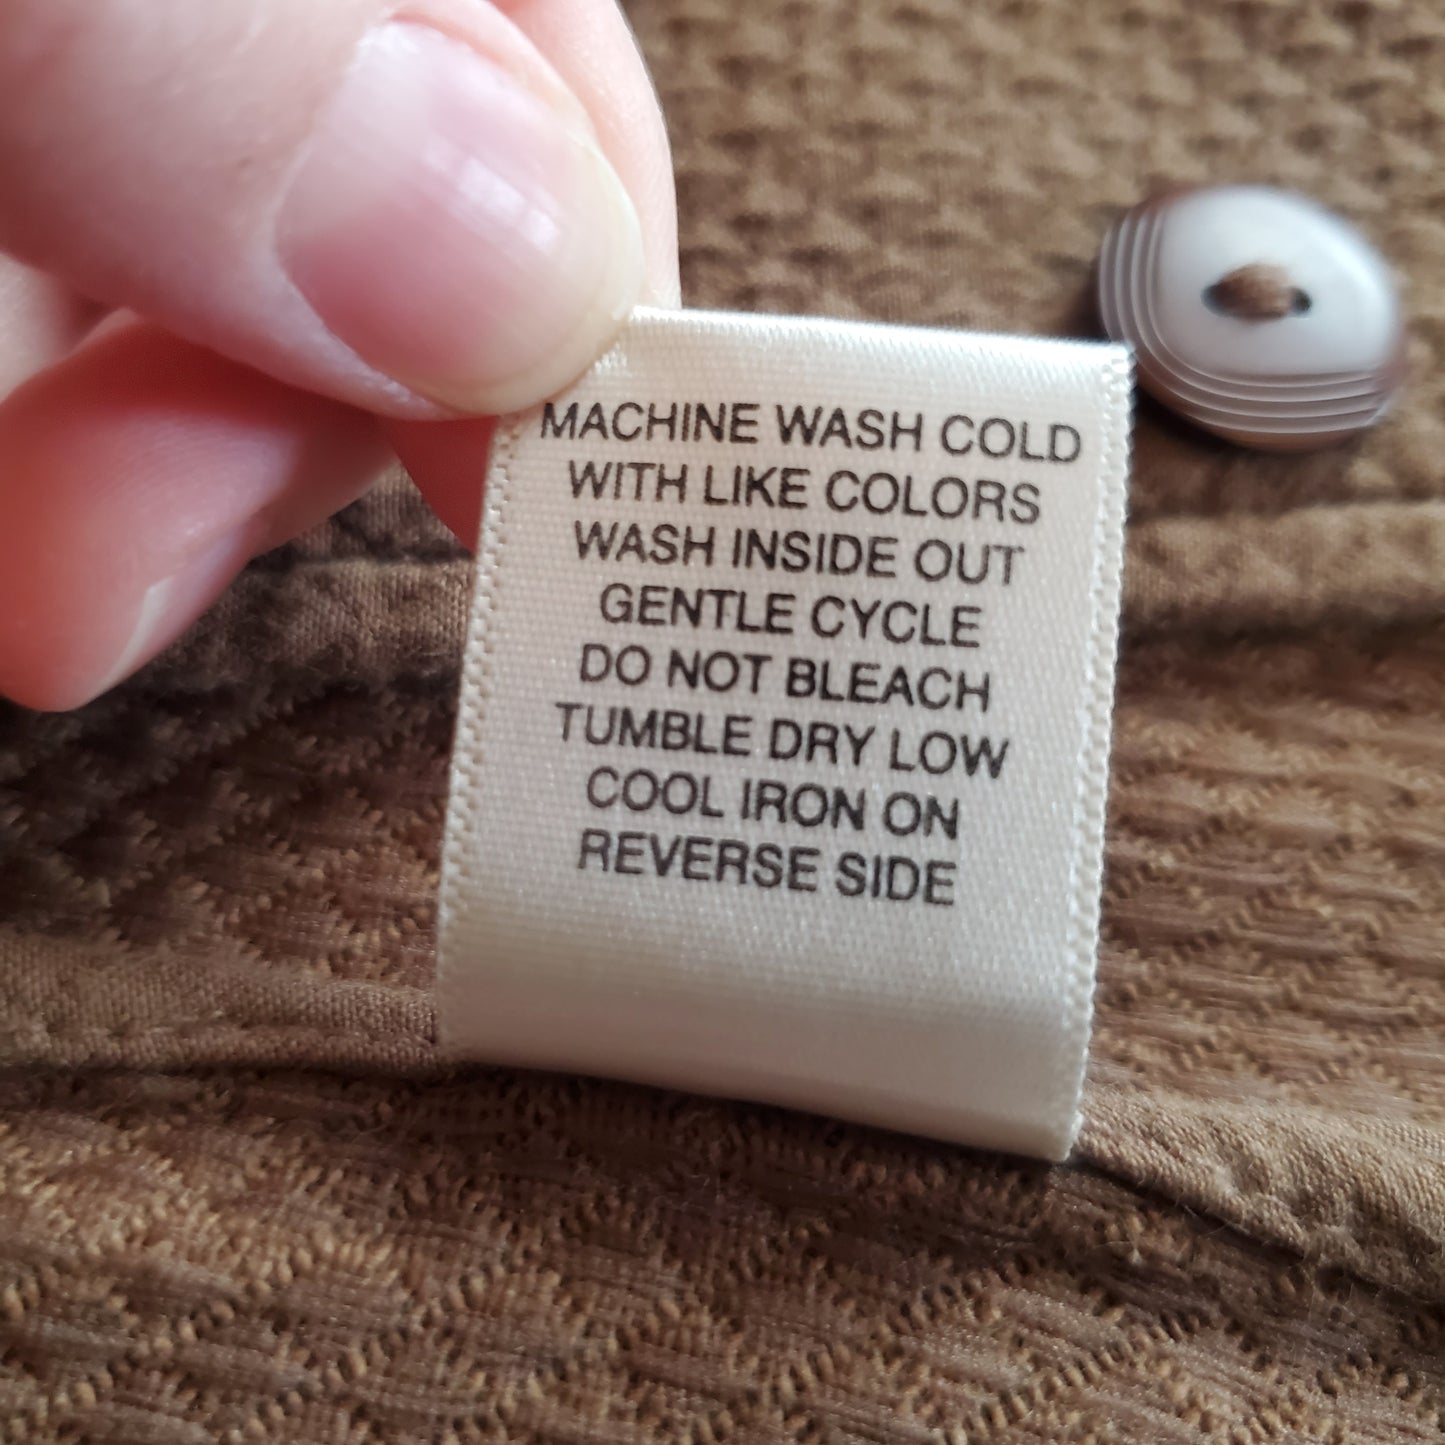 MACHINE WASH COLD
WITH LIKE COLORS
WASH INSIDE OUT
GENTLE CYCLE
DO NOT BLEACH
TUMBLE DRY LOW
COOL IRON ON
REVERSE SIDE